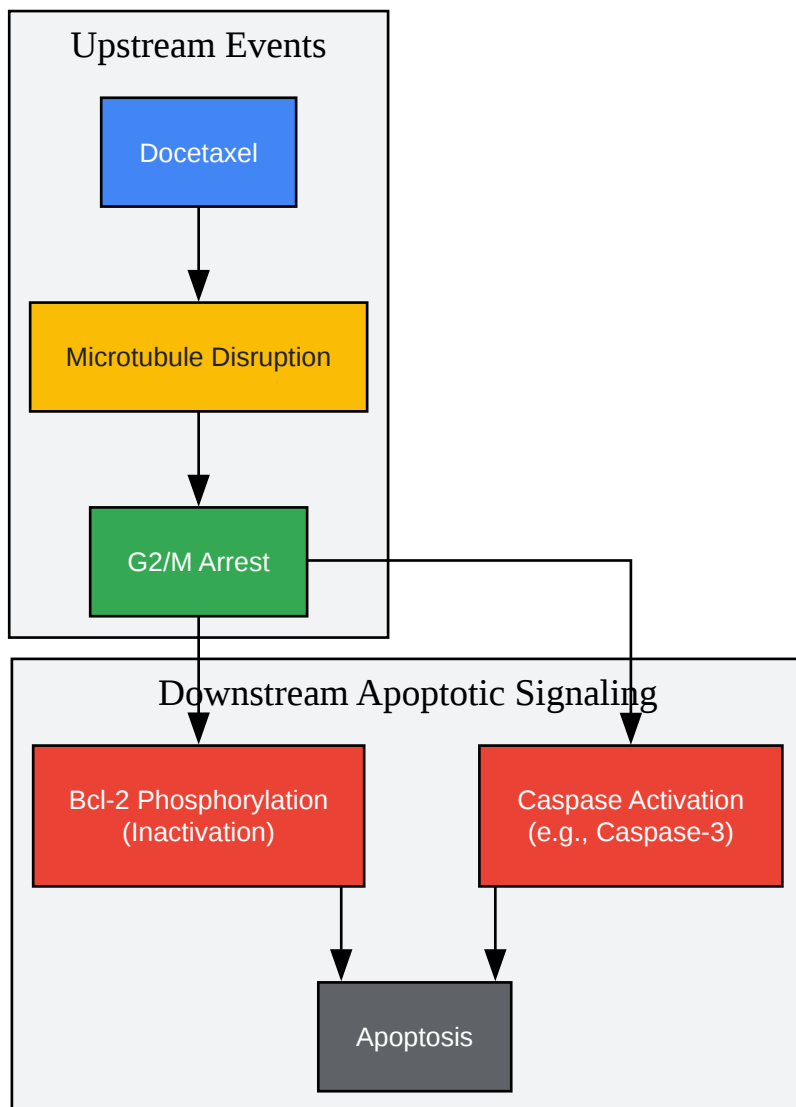 Upstream Events
Docetaxel
Microtubule Disruption
G2/M Arrest
Downstream Apoptotic Signaling
Bcl-2 Phosphorylation
(Inactivation)
Caspase Activation
(e.g., Caspase-3)
Apoptosis